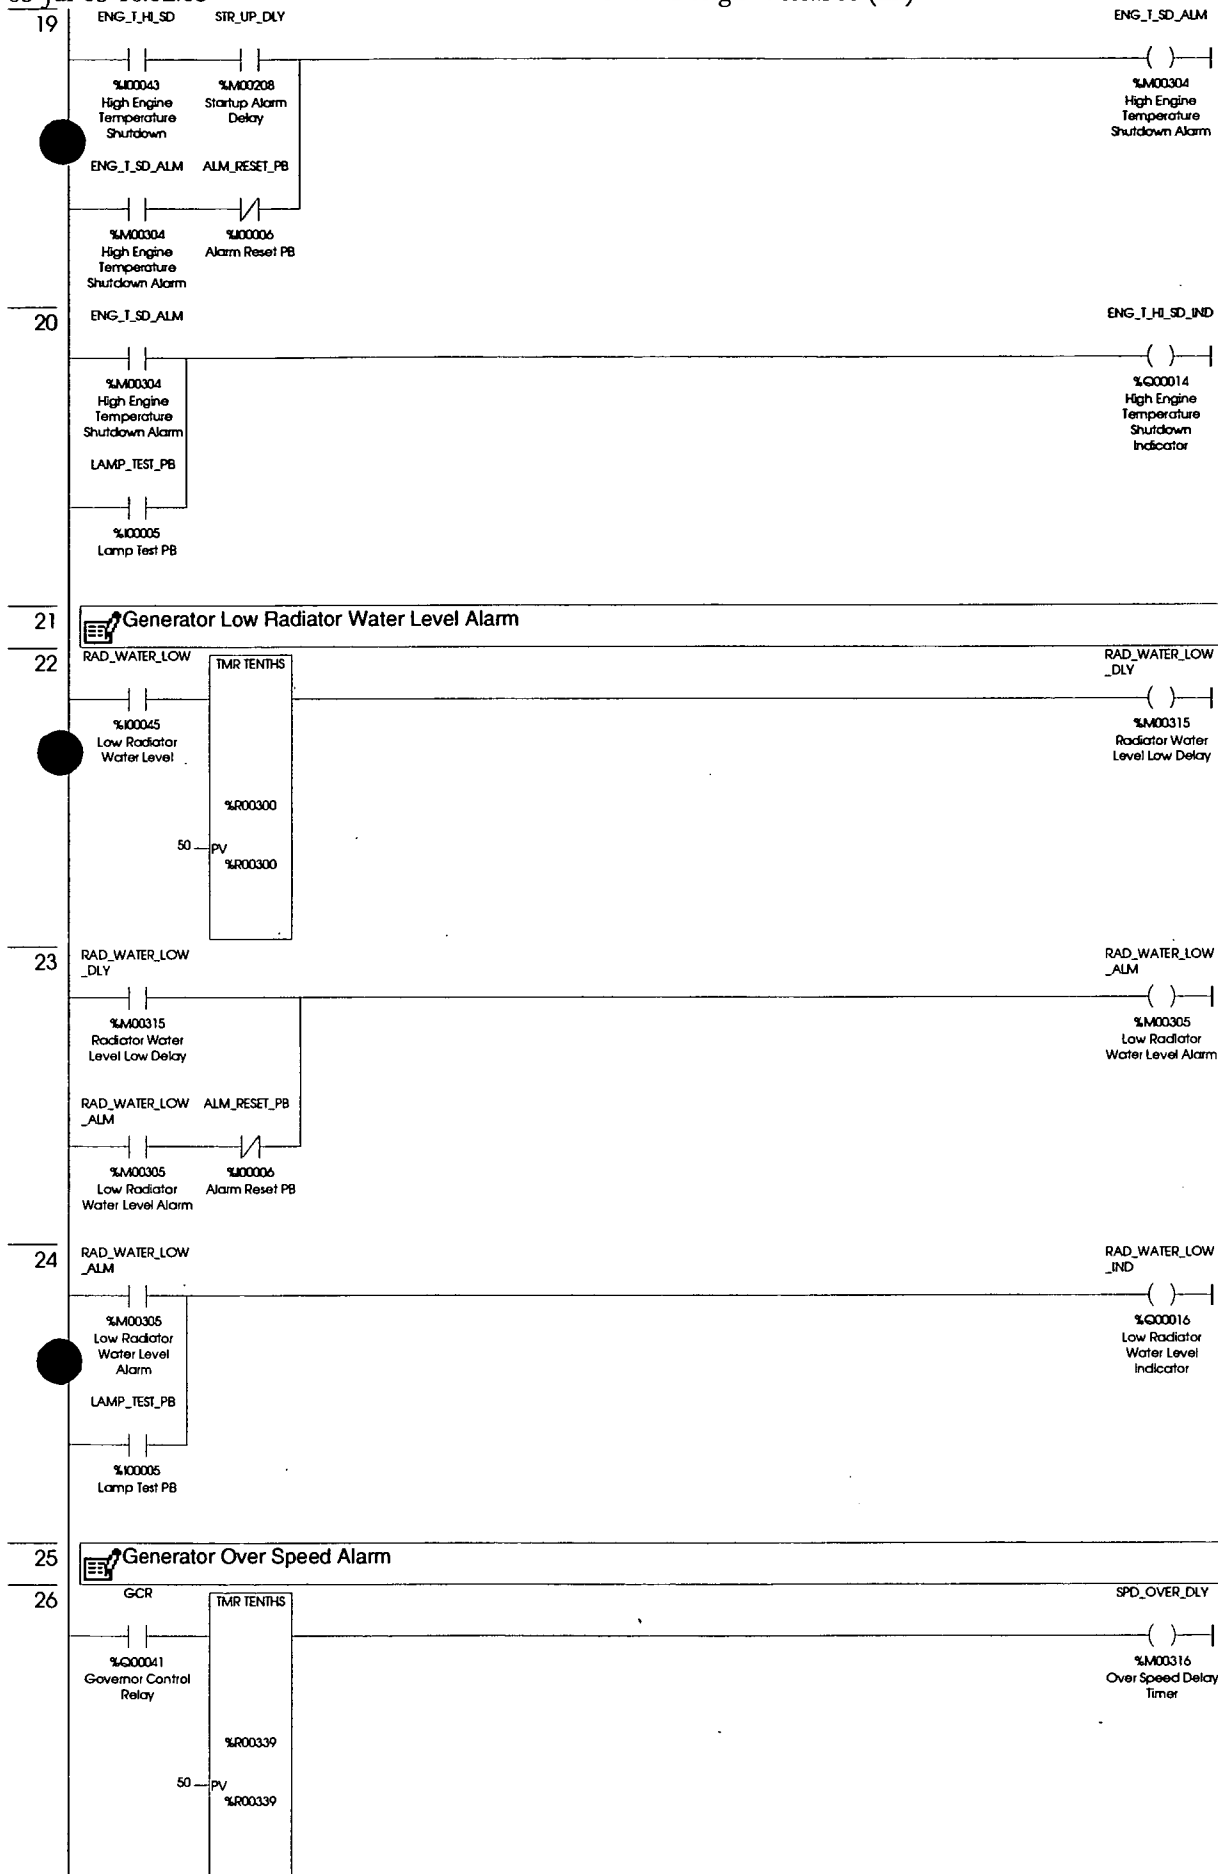 19
ENG_T_HI_SD STR_UP_DLY ENG_T_SD_ALM
%I00043 %M00208 %M00304
High Engine Startup Alarm High Engine
Temperature Delay Temperature
Shutdown Shutdown Alarm
ENG_T_SD_ALM ALM_RESET_PB
%M00304 %I00006
High Engine Alarm Reset PB
Temperature
Shutdown Alarm
20
ENG_T_SD_ALM ENG_T_HI_SD_IND
%M00304 %Q00014
High Engine High Engine
Temperature Temperature
Shutdown Alarm Shutdown
Indicator
LAMP_TEST_PB
%I00005
Lamp Test PB
21 Generator Low Radiator Water Level Alarm
22
RAD_WATER_LOW TMR TENTHS RAD_WATER_LOW
_DLY
%I00045 %M00315
Low Radiator Radiator Water
Water Level Level Low Delay
%R00300
50 PV
%R00300
23
RAD_WATER_LOW RAD_WATER_LOW
_DLY _ALM
%M00315 %M00305
Radiator Water Low Radiator
Level Low Delay Water Level Alarm
RAD_WATER_LOW ALM_RESET_PB
_ALM
%M00305 %I00006
Low Radiator Alarm Reset PB
Water Level Alarm
24
RAD_WATER_LOW RAD_WATER_LOW
_ALM _IND
%M00305 %Q00016
Low Radiator Low Radiator
Water Level Water Level
Alarm Indicator
LAMP_TEST_PB
%I00005
Lamp Test PB
25 Generator Over Speed Alarm
26
GCR TMR TENTHS SPD_OVER_DLY
%Q00041 %M00316
Governor Control Over Speed Delay
Relay Timer
%R00339
50 PV
%R00339